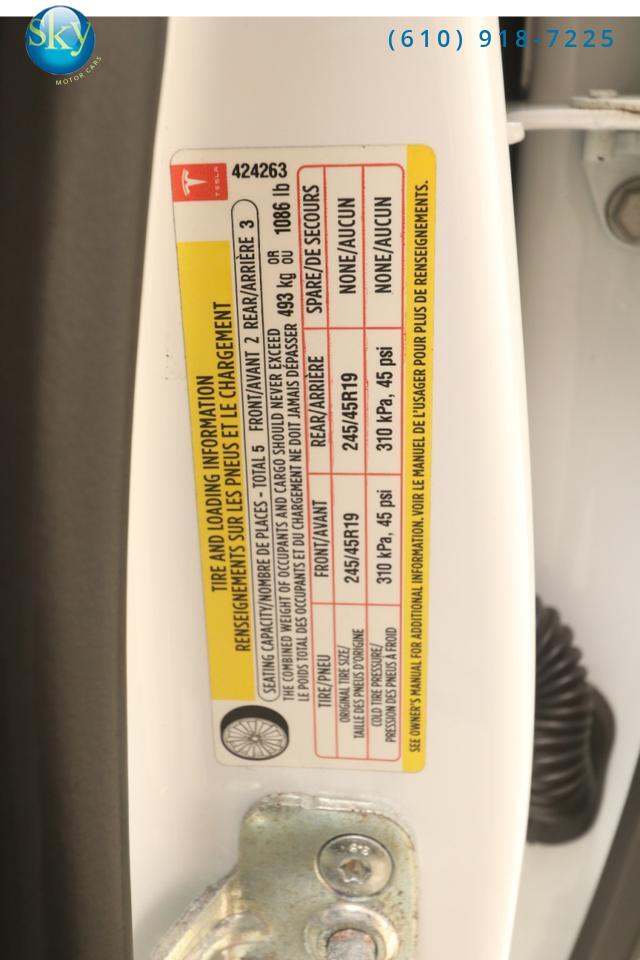 Sky
MOTOR CARS
(610) 918-7225
TESLA
424263
TIRE AND LOADING INFORMATION
RENSEIGNEMENTS SUR LES PNEUS ET LE CHARGEMENT
SEATING CAPACITY/NOMBRE DE PLACES - TOTAL 5 FRONT/AVANT 2 REAR/ARRIÈRE 3
THE COMBINED WEIGHT OF OCCUPANTS AND CARGO SHOULD NEVER EXCEED 493 kg OR 1086 lb
LE POIDS TOTAL DES OCCUPANTS ET DU CHARGEMENT NE DOIT JAMAIS DÉPASSER OU
TIRE/PNEU FRONT/AVANT REAR/ARRIÈRE SPARE/DE SECOURS
ORIGINAL TIRE SIZE/ 245/45R19 245/45R19 NONE/AUCUN
TAILLE DES PNEUS D'ORIGINE
COLD TIRE PRESSURE/ 310 kPa, 45 psi 310 kPa, 45 psi NONE/AUCUN
PRESSION DES PNEUS À FROID
SEE OWNER'S MANUAL FOR ADDITIONAL INFORMATION. VOIR LE MANUEL DE L'USAGER POUR PLUS DE RENSEIGNEMENTS.